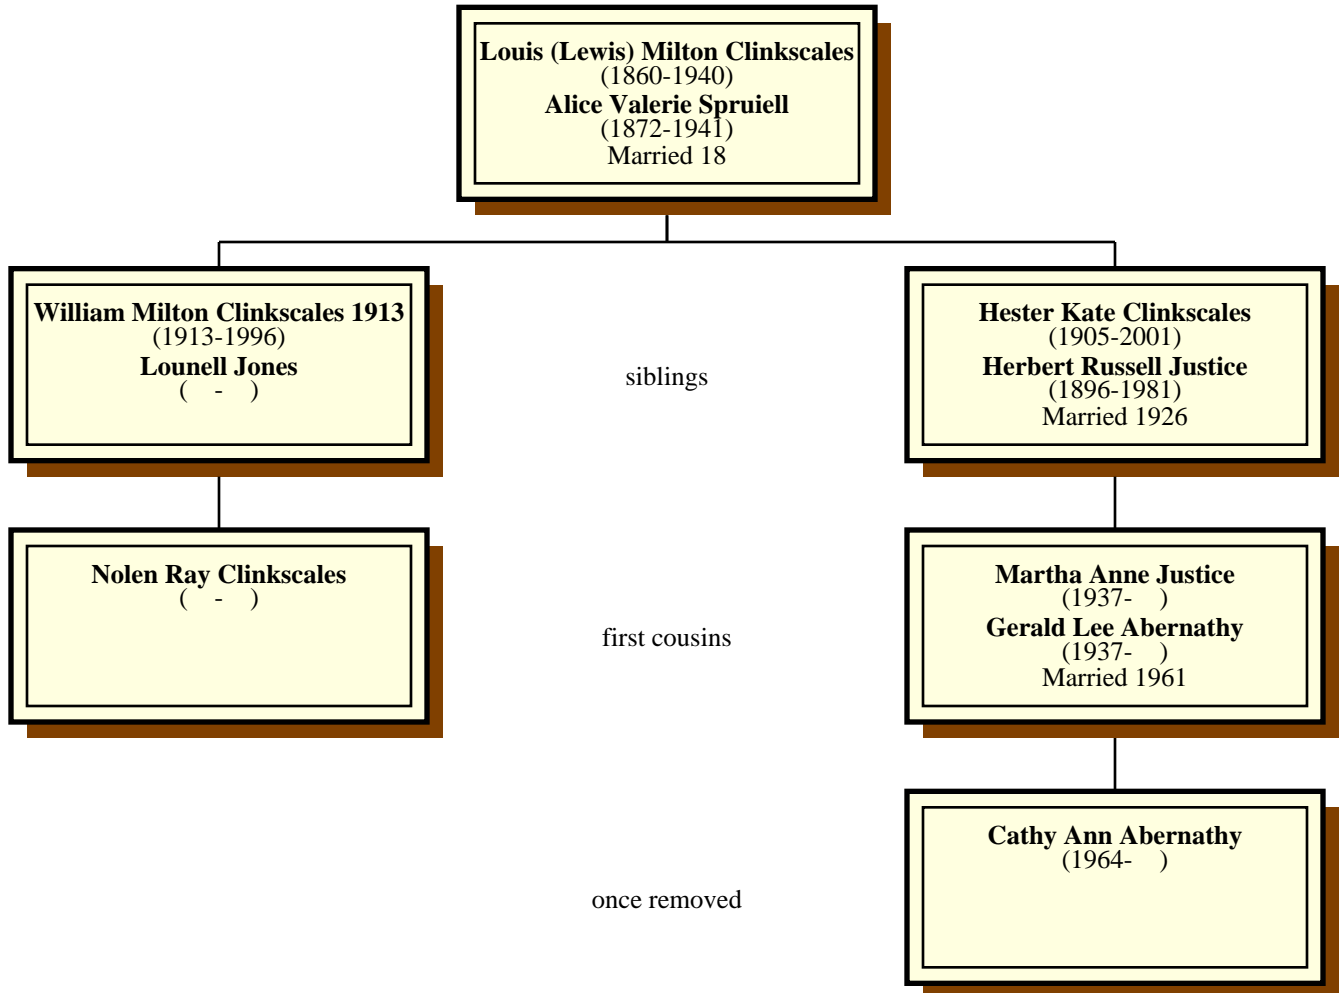 Louis (Lewis) Milton Clinkscales
(1860-1940)
Alice Valerie Spruiell
(1872-1941)
Married 18
William Milton Clinkscales 1913
(1913-1996)
Lounell Jones
( - )
siblings
Hester Kate Clinkscales
(1905-2001)
Herbert Russell Justice
(1896-1981)
Married 1926
Nolen Ray Clinkscales
( - )
first cousins
Martha Anne Justice
(1937- )
Gerald Lee Abernathy
(1937- )
Married 1961
once removed
Cathy Ann Abernathy
(1964- )